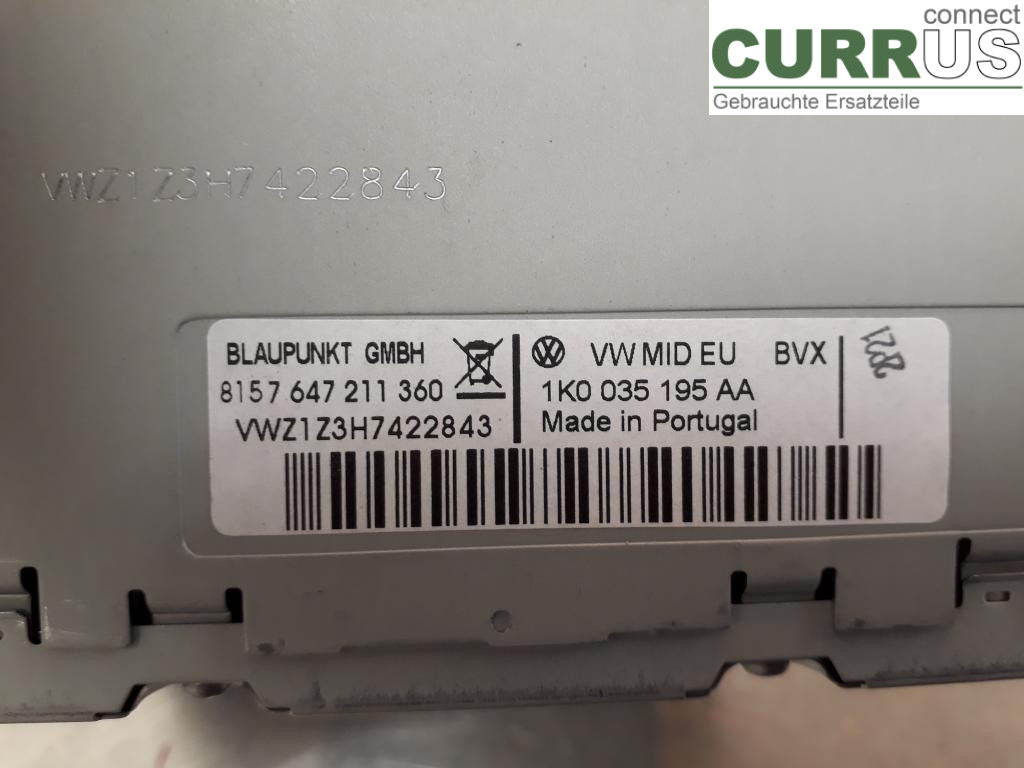 connect
CURRUS
Gebrauchte Ersatzteile
VWZ1Z3H7422843
BLAUPUNKT GMBH
8157 647 211 360
VWZ1Z3H7422843
VW MID EU BVX
1K0 035 195 AA
Made in Portugal